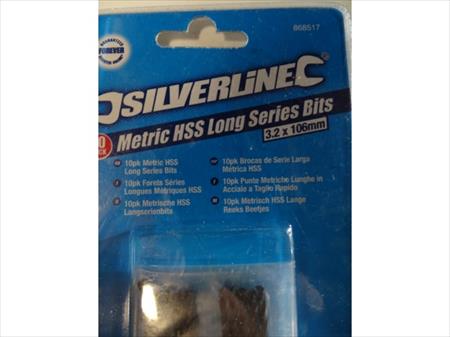 868517
GUARANTEED
FOREVER
SILVERLINE
Metric HSS Long Series Bits
3.2 x 106mm
10pk Metric HSS
Long Series Bits
10pk Forets Séries
Longues Métriques HSS
10pk Metrische HSS
Langserienbits
10pk Brocas de Serie Larga
Métrica HSS
10pk Punte Metriche Lunghe in
Acciaio a Taglio Rapido
10pk Metrisch HSS Lange
Reeks Beetjes